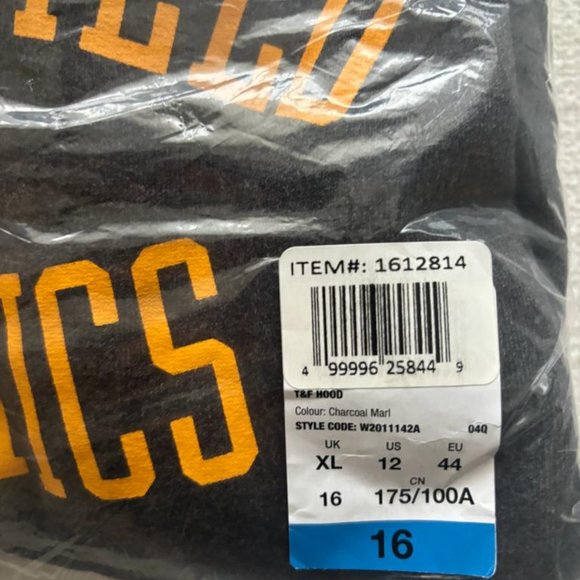 IELD
ICS
ITEM#: 1612814
4 99996 25844 9
T&F HOOD
Colour: Charcoal Marl
STYLE CODE: W2011142A 04Q
UK US EU
XL 12 44
CN
16 175/100A
16